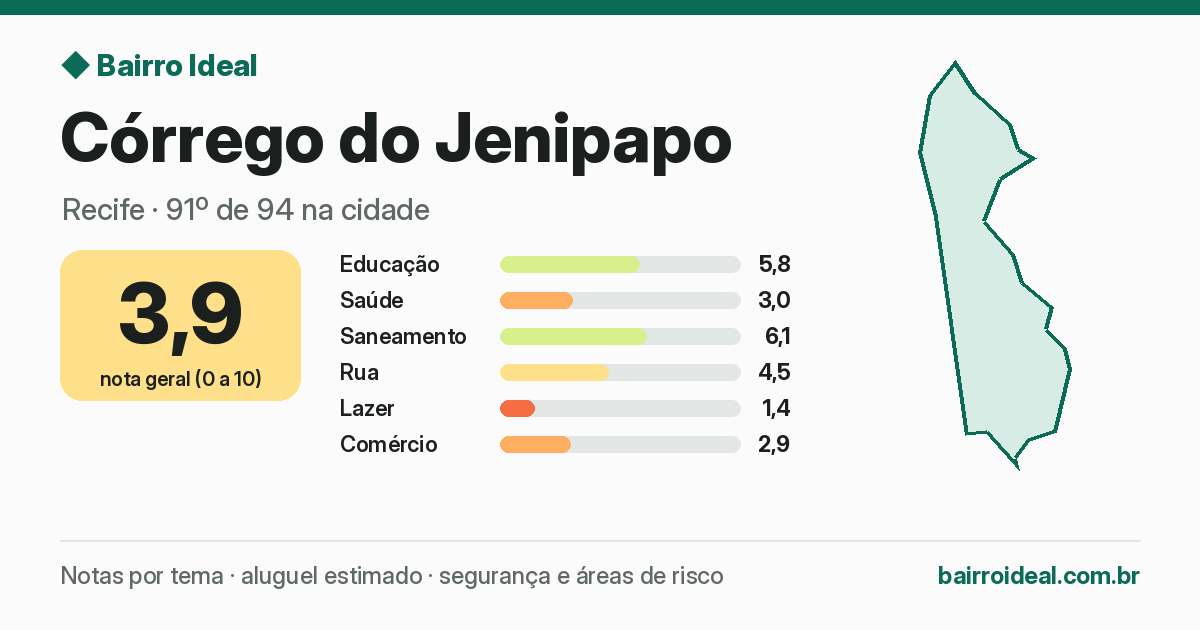 Bairro Ideal
Córrego do Jenipapo
Recife · 91º de 94 na cidade
3,9
nota geral (0 a 10)
Educação 5,8
Saúde 3,0
Saneamento 6,1
Rua 4,5
Lazer 1,4
Comércio 2,9
Notas por tema · aluguel estimado · segurança e áreas de risco
bairroideal.com.br